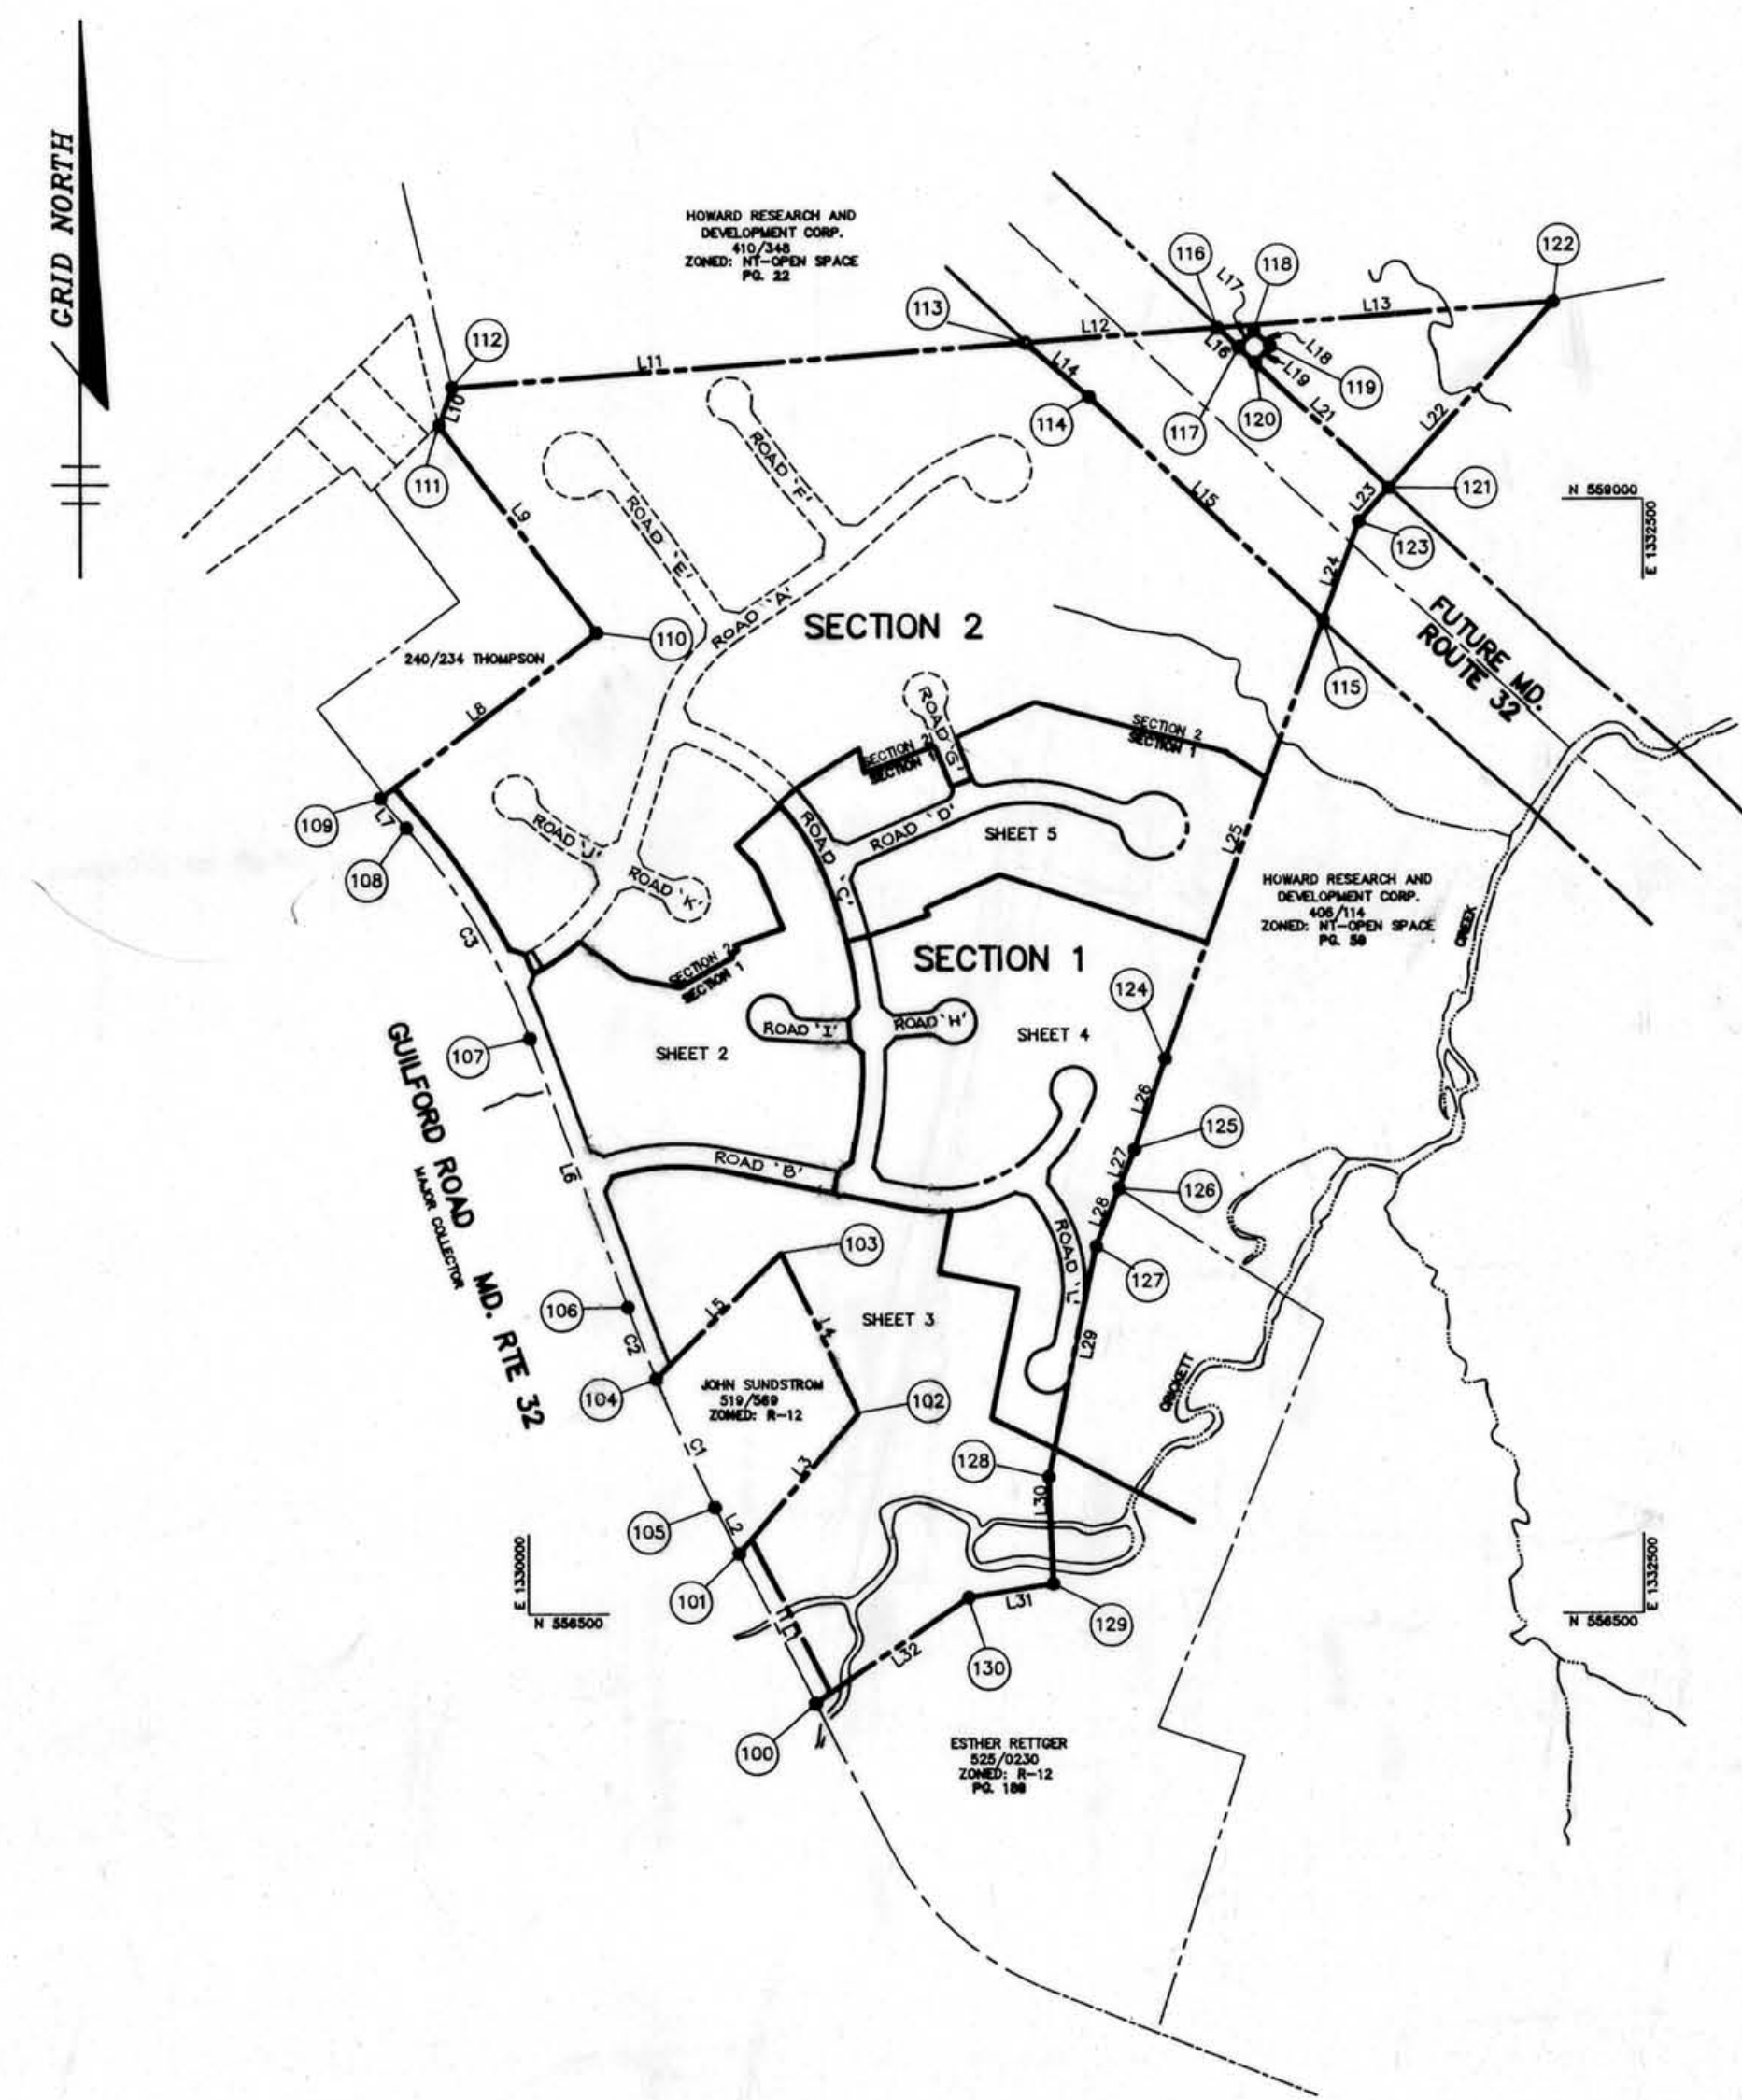 GRID NORTH
HOWARD RESEARCH AND
DEVELOPMENT CORP.
410/348
ZONED: NT-OPEN SPACE
PG. 22
122
116
L17
118
L13
113
L12
112
L11
L14
L16
L18
L19
119
L10
114
117
120
L21
L22
111
ROAD 'F'
121
N 559000
E 1332500
L9
ROAD 'E'
L15
L23
123
L24
ROAD 'A'
SECTION 2
FUTURE MD.
ROUTE 32
110
240/234 THOMPSON
115
L8
ROAD 'G'
SECTION 2
SECTION 1
SECTION 2
SECTION 1
109
L7
ROAD 'J'
ROAD 'C'
ROAD 'D'
SHEET 5
L25
108
ROAD 'K'
HOWARD RESEARCH AND
DEVELOPMENT CORP.
406/114
ZONED: NT-OPEN SPACE
PG. 59
C3
CREEK
SECTION 2
SECTION 1
SECTION 1
124
ROAD 'I'
ROAD 'H'
SHEET 4
107
SHEET 2
GUILFORD ROAD MD. RTE 32
MAJOR COLLECTOR
L26
125
L6
ROAD 'B'
L27
126
L28
103
ROAD 'L'
127
106
L5
L4
SHEET 3
C2
L29
JOHN SUNDSTROM
519/569
ZONED: R-12
104
102
CRICKETT
C1
L3
128
L30
105
L2
E 1330000
N 556500
101
E 1332500
N 556500
L1
L31
129
L32
130
100
ESTHER RETTGER
525/0230
ZONED: R-12